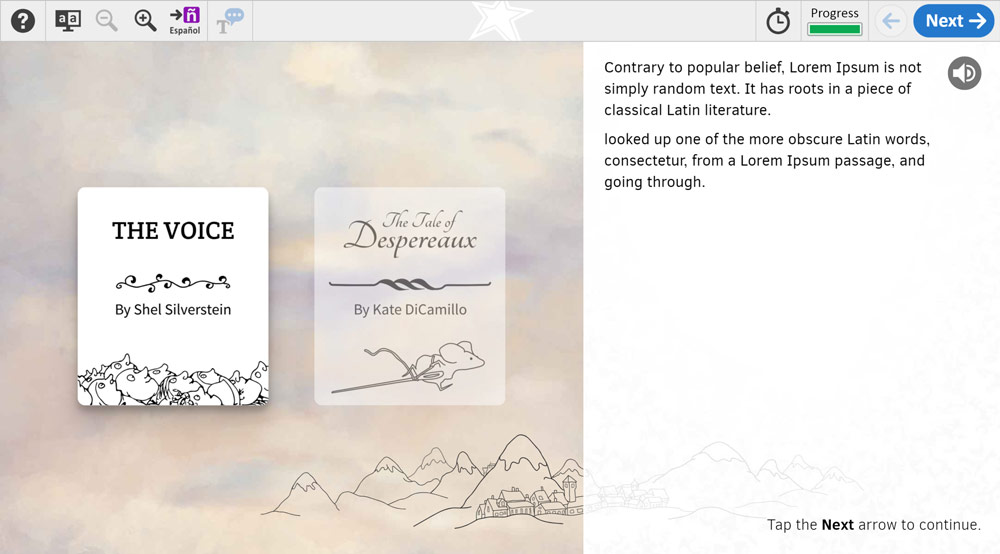 Español
Progress
Next
THE VOICE
By Shel Silverstein
The Tale of
Despereaux
By Kate DiCamillo
Contrary to popular belief, Lorem Ipsum is not
simply random text. It has roots in a piece of
classical Latin literature.
looked up one of the more obscure Latin words,
consectetur, from a Lorem Ipsum passage, and
going through.
Tap the Next arrow to continue.